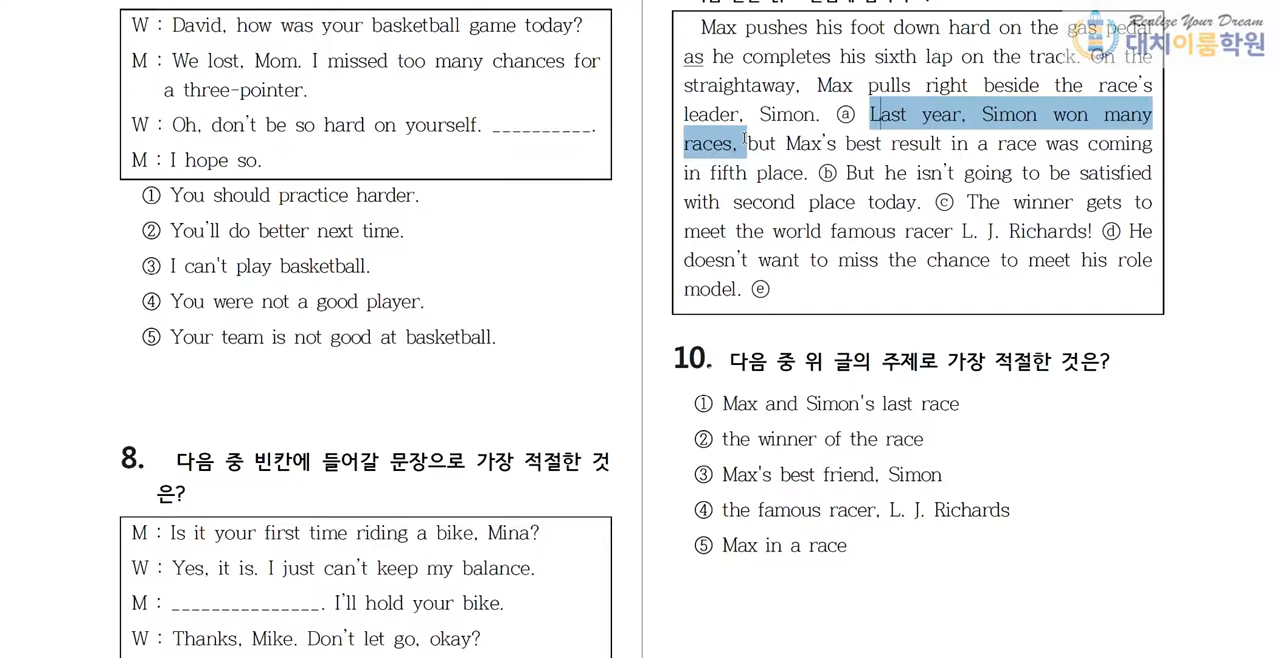 W : David, how was your basketball game today?
M : We lost, Mom. I missed too many chances for
a three-pointer.
W : Oh, don't be so hard on yourself. __________.
M : I hope so.
① You should practice harder.
② You'll do better next time.
③ I can't play basketball.
④ You were not a good player.
⑤ Your team is not good at basketball.
8. 다음 중 빈칸에 들어갈 문장으로 가장 적절한 것
은?
M : Is it your first time riding a bike, Mina?
W : Yes, it is. I just can't keep my balance.
M : _______________. I'll hold your bike.
W : Thanks, Mike. Don't let go, okay?
Realize Your Dream
대치이룸학원
Max pushes his foot down hard on the gas pedal
as he completes his sixth lap on the track. On the
straightaway, Max pulls right beside the race's
leader, Simon. ⓐ Last year, Simon won many
races, but Max's best result in a race was coming
in fifth place. ⓑ But he isn't going to be satisfied
with second place today. ⓒ The winner gets to
meet the world famous racer L. J. Richards! ⓓ He
doesn't want to miss the chance to meet his role
model. ⓔ
10. 다음 중 위 글의 주제로 가장 적절한 것은?
① Max and Simon's last race
② the winner of the race
③ Max's best friend, Simon
④ the famous racer, L. J. Richards
⑤ Max in a race